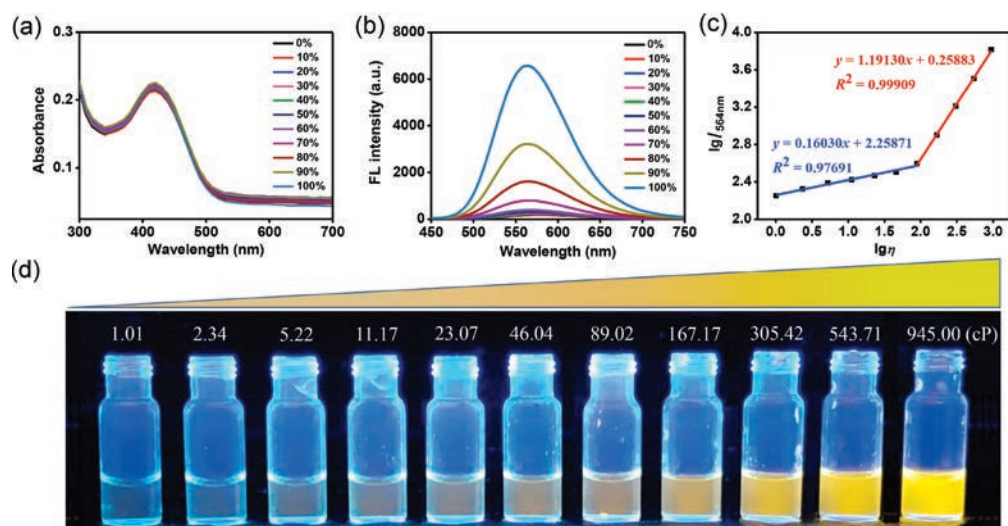 (a)
0.3
0.2
0.1
Absorbance
300 400 500 600 700
Wavelength (nm)
0%
10%
20%
30%
40%
50%
60%
70%
80%
90%
100%
(b)
8000
6000
4000
2000
0
FL intensity (a.u.)
450 500 550 600 650 700 750
Wavelength (nm)
0%
10%
20%
30%
40%
50%
60%
70%
80%
90%
100%
(c)
4.0
3.6
3.2
2.8
2.4
2.0
lgI564nm
y = 1.19130x + 0.25883
R² = 0.99909
y = 0.16030x + 2.25871
R² = 0.97691
0.0 0.5 1.0 1.5 2.0 2.5 3.0
lgη
(d)
1.01 2.34 5.22 11.17 23.07 46.04 89.02 167.17 305.42 543.71 945.00 (cP)